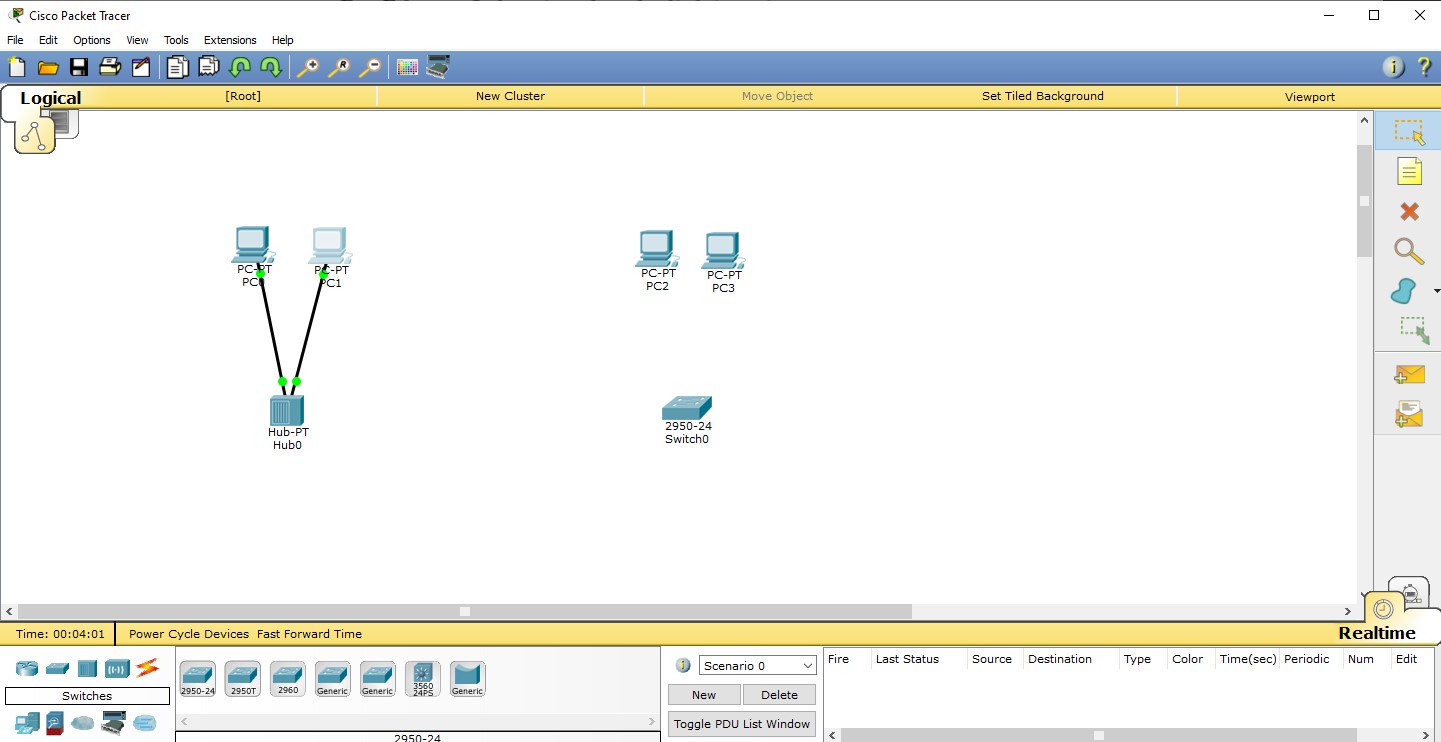 Cisco Packet Tracer
File Edit Options View Tools Extensions Help
Logical [Root] New Cluster Move Object Set Tiled Background Viewport
PC-PT
PC0
PC-PT
PC1
PC-PT
PC2
PC-PT
PC3
Hub-PT
Hub0
2950-24
Switch0
Time: 00:04:01 Power Cycle Devices Fast Forward Time
Realtime
Switches
2950-24 2950T 2960 Generic Generic 3560 24PS Generic
2950-24
Scenario 0
New Delete
Toggle PDU List Window
Fire Last Status Source Destination Type Color Time(sec) Periodic Num Edit